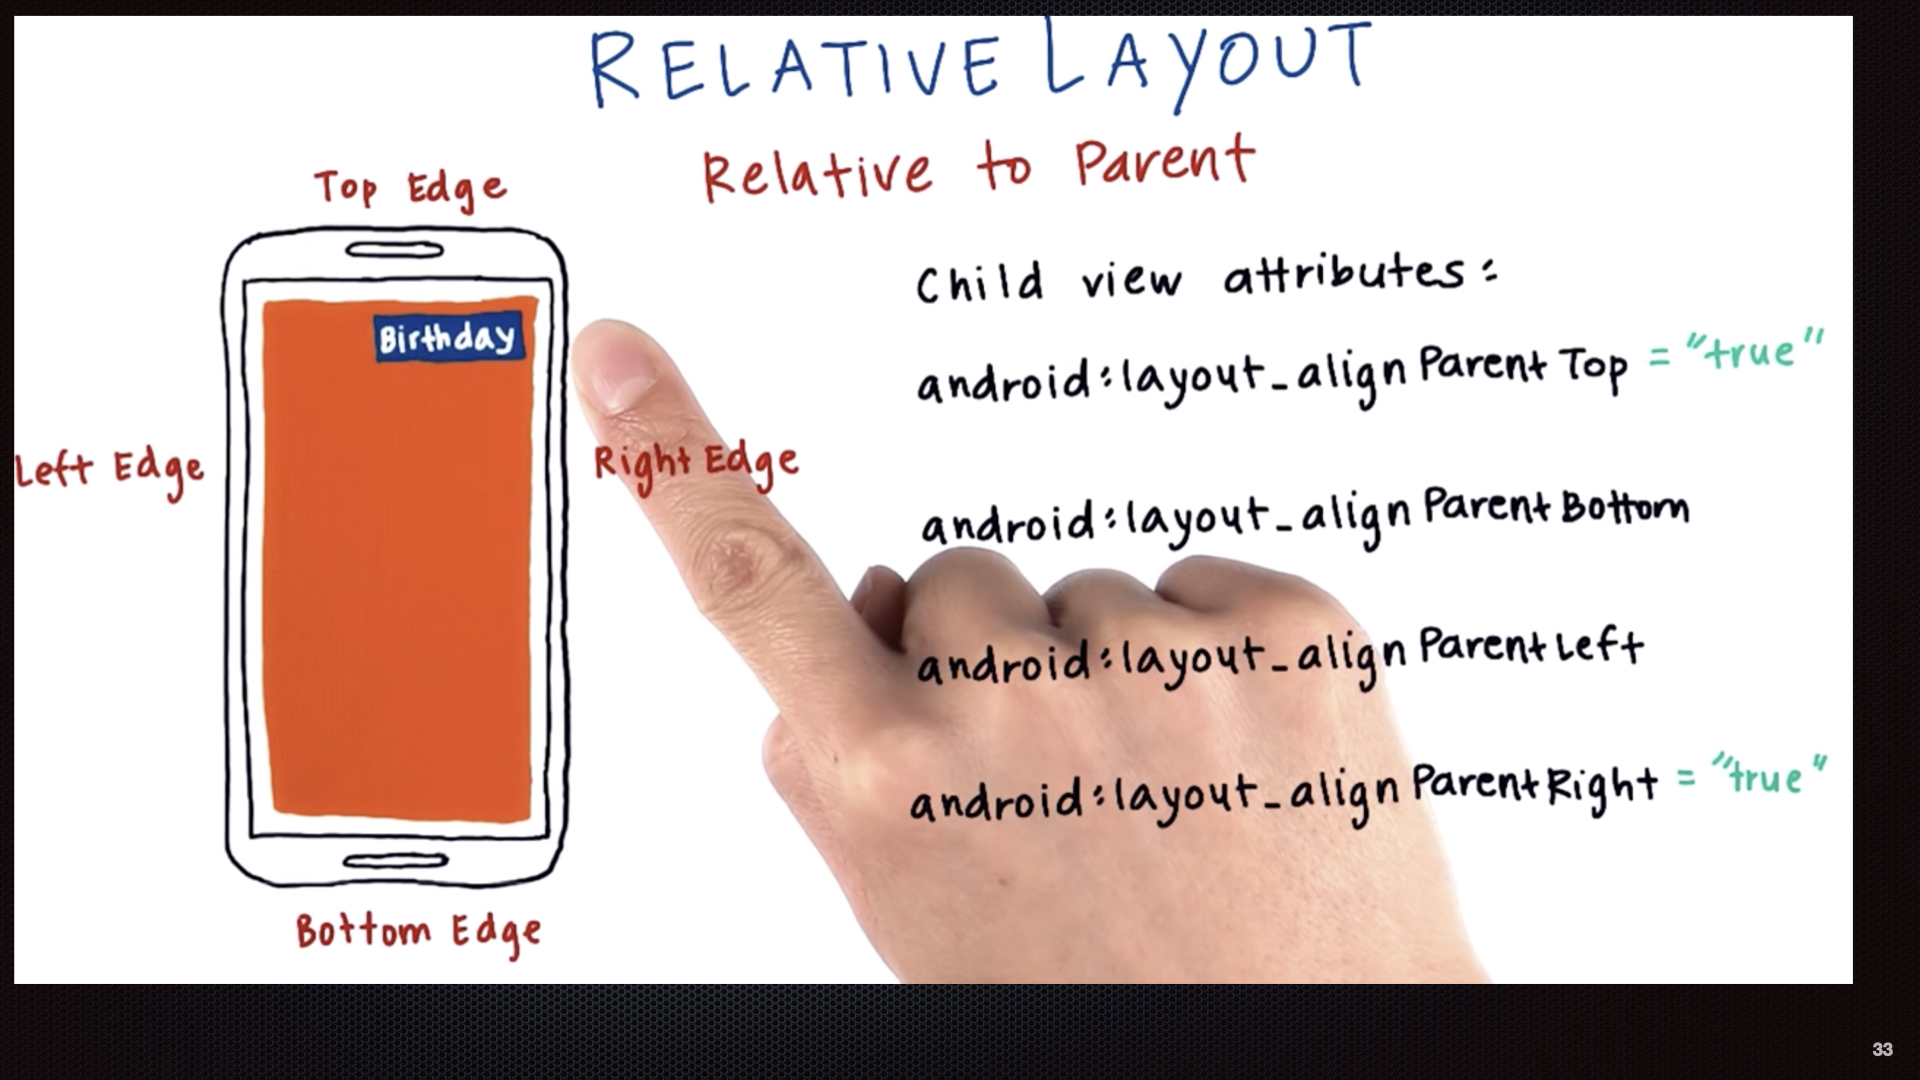 RELATIVE LAYOUT
Relative to Parent
Top Edge
Birthday
Left Edge
Right Edge
Bottom Edge
Child view attributes:
android:layout_alignParentTop = "true"
android:layout_alignParentBottom
android:layout_alignParentLeft
android:layout_alignParentRight = "true"
33